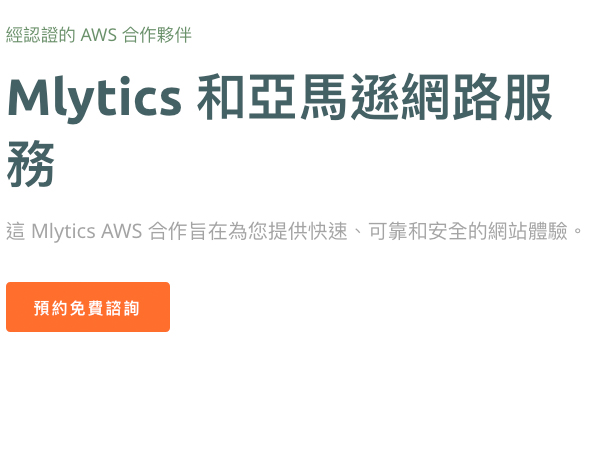 經認證的 AWS 合作夥伴
Mlytics 和亞馬遜網路服
務
這 Mlytics AWS 合作旨在為您提供快速、可靠和安全的網站體驗。
預約免費諮詢